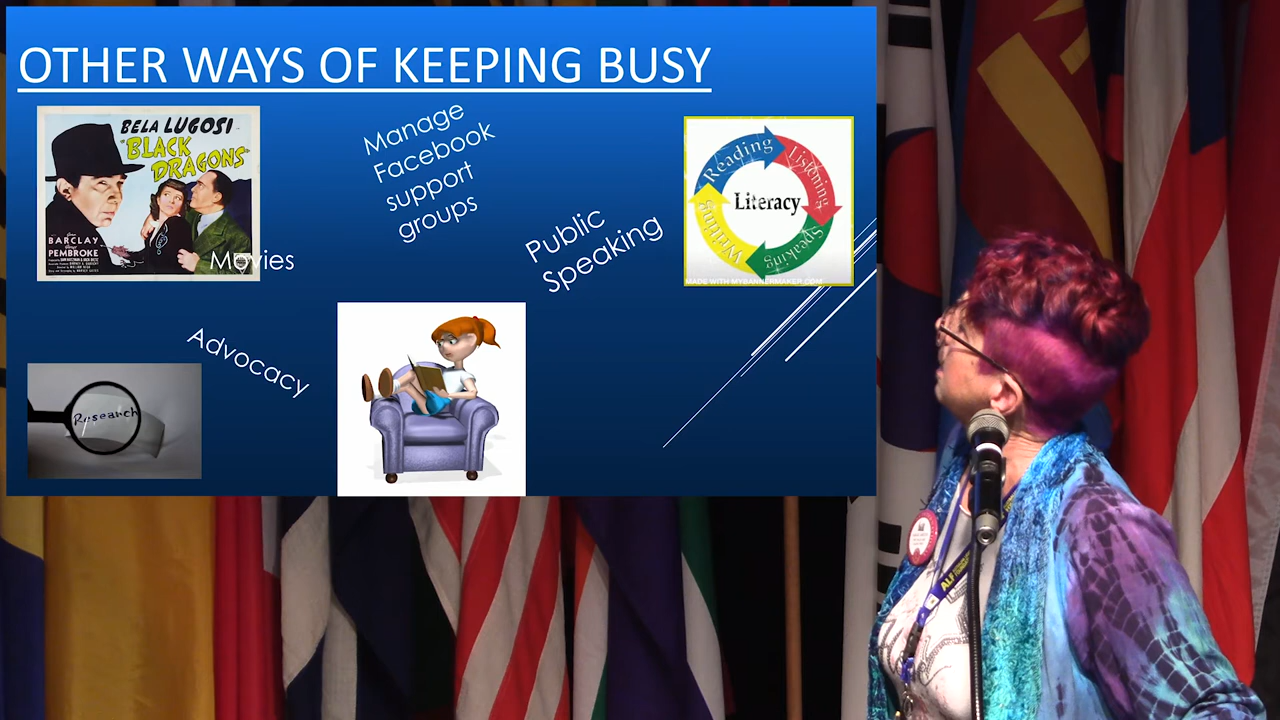 OTHER WAYS OF KEEPING BUSY
BELA LUGOSI
"BLACK
DRAGONS"
BARCLAY
PEMBROKE
Movies
Manage
Facebook
support
groups
Public
Speaking
Reading
Listening
Speaking
Writing
Literacy
MADE WITH MYBANNERMAKER.COM
Advocacy
Research
ALF